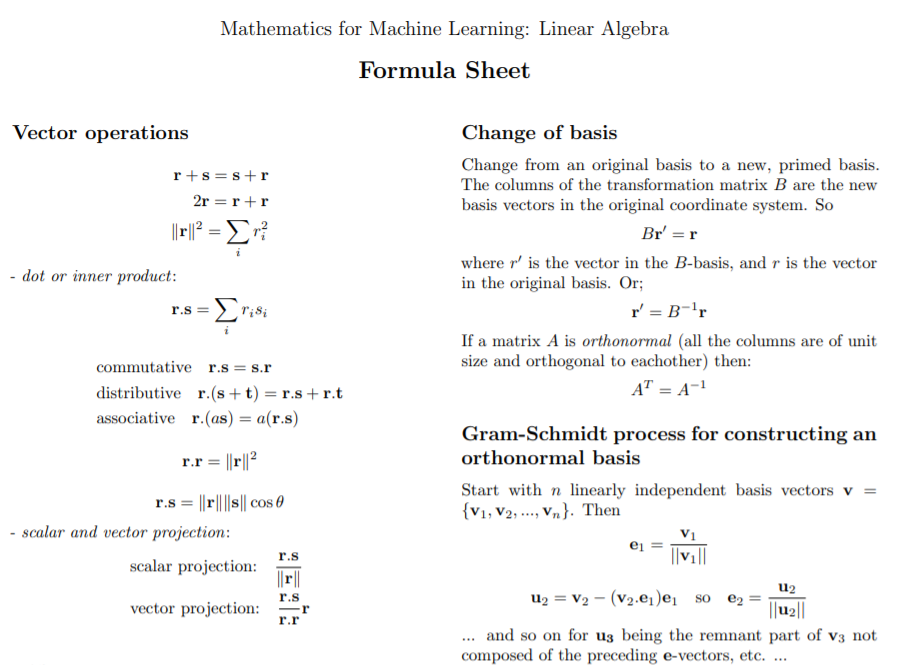 Mathematics for Machine Learning: Linear Algebra
Formula Sheet
Vector operations
r + s = s + r
2r = r + r
‖r‖² = ∑ᵢ rᵢ²
- dot or inner product:
r.s = ∑ᵢ rᵢsᵢ
commutative r.s = s.r
distributive r.(s + t) = r.s + r.t
associative r.(as) = a(r.s)
r.r = ‖r‖²
r.s = ‖r‖‖s‖ cos θ
- scalar and vector projection:
scalar projection: r.s / ‖r‖
vector projection: r.s / r.r r
Change of basis
Change from an original basis to a new, primed basis.
The columns of the transformation matrix B are the new
basis vectors in the original coordinate system. So
Br′ = r
where r′ is the vector in the B-basis, and r is the vector
in the original basis. Or;
r′ = B⁻¹r
If a matrix A is orthonormal (all the columns are of unit
size and orthogonal to eachother) then:
Aᵀ = A⁻¹
Gram-Schmidt process for constructing an
orthonormal basis
Start with n linearly independent basis vectors v =
{v₁, v₂, ..., vₙ}. Then
e₁ = v₁ / ||v₁||
u₂ = v₂ − (v₂.e₁)e₁ so e₂ = u₂ / ||u₂||
... and so on for u₃ being the remnant part of v₃ not
composed of the preceding e-vectors, etc. ...